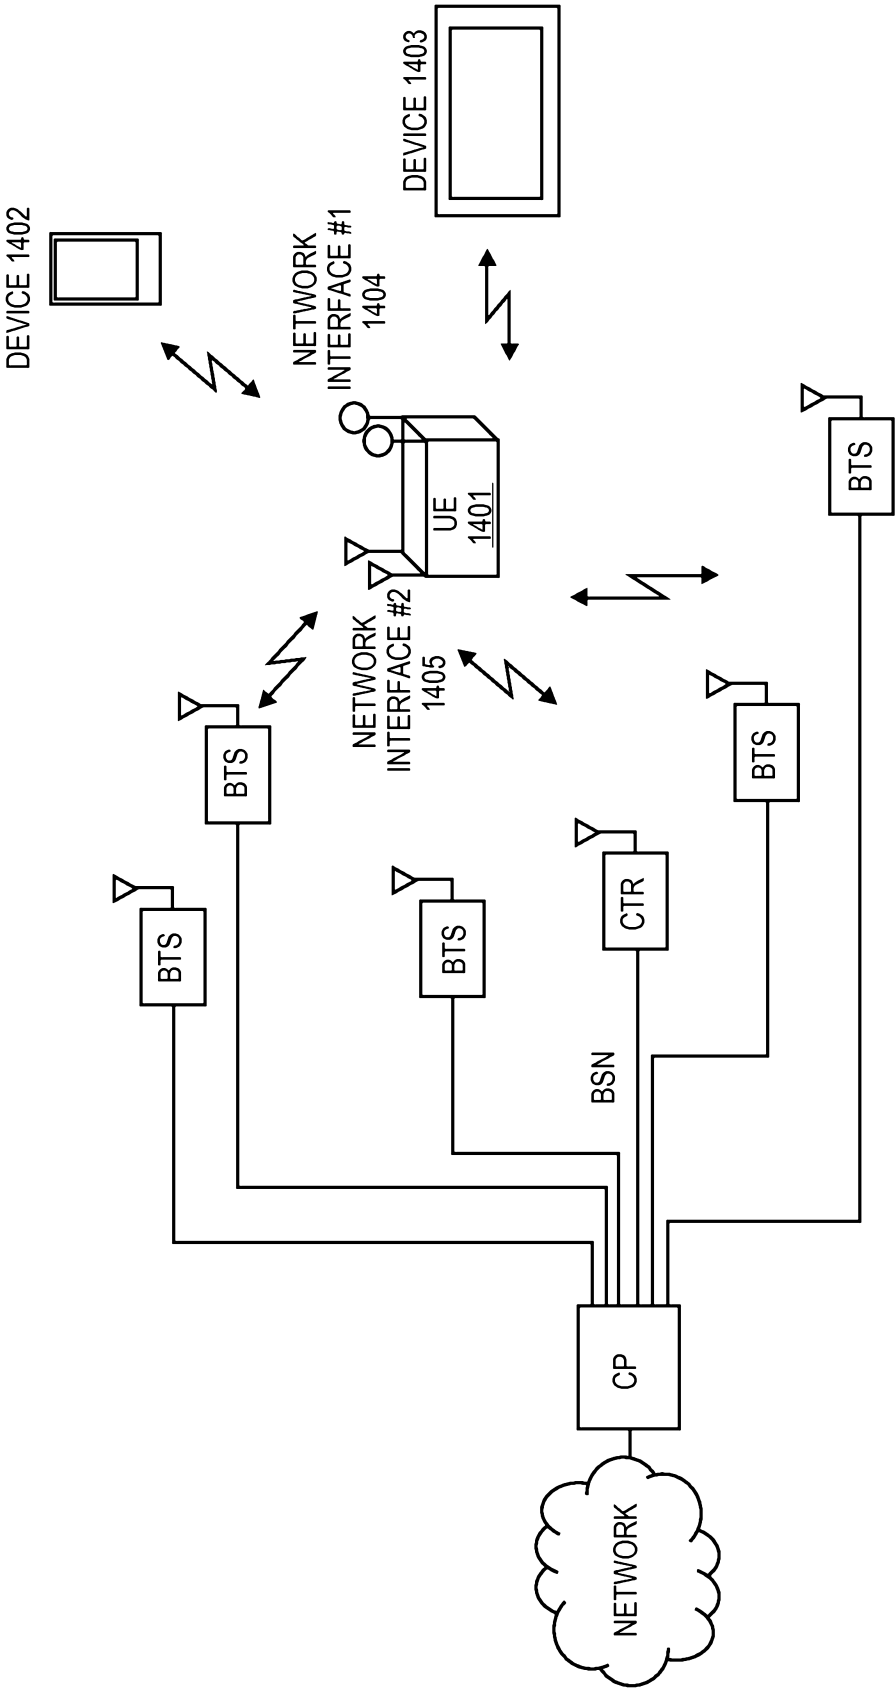 DEVICE 1402
DEVICE 1403
NETWORK
INTERFACE #1
1404
UE
1401
NETWORK
INTERFACE #2
1405
BTS
BTS
BTS
BTS
CTR
BTS
BSN
CP
NETWORK